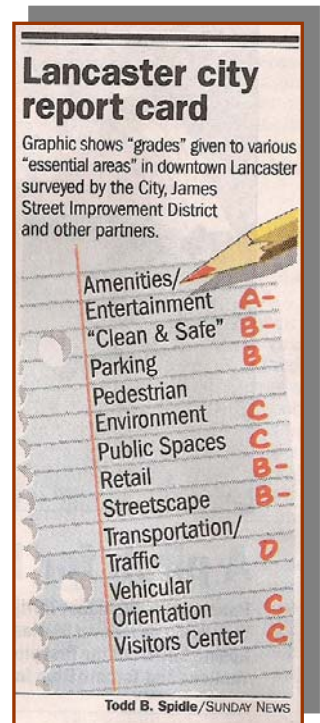 Lancaster city
report card
Graphic shows “grades” given to various
“essential areas” in downtown Lancaster
surveyed by the City, James
Street Improvement District
and other partners.
Amenities/
Entertainment A-
“Clean & Safe” B-
Parking B
Pedestrian
Environment C
Public Spaces C
Retail B-
Streetscape B-
Transportation/
Traffic D
Vehicular
Orientation C
Visitors Center C
Todd B. Spidle/SUNDAY NEWS